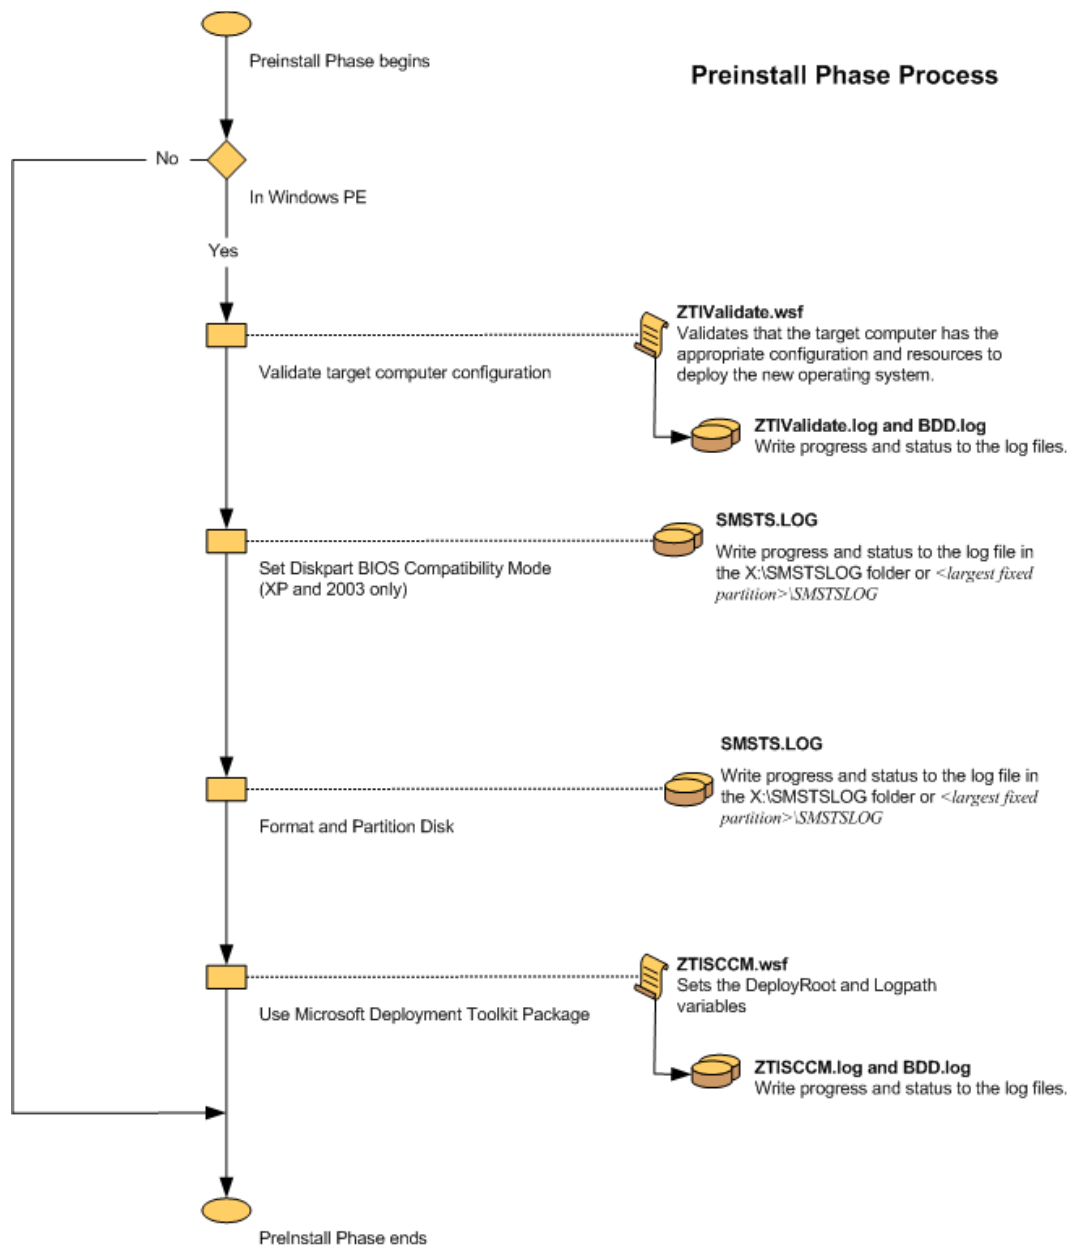 Preinstall Phase begins
Preinstall Phase Process
No
In Windows PE
Yes
ZTIValidate.wsf
Validates that the target computer has the
appropriate configuration and resources to
deploy the new operating system.
Validate target computer configuration
ZTIValidate.log and BDD.log
Write progress and status to the log files.
SMSTS.LOG
Write progress and status to the log file in
the X:\SMSTSLOG folder or <largest fixed
partition>\SMSTSLOG
Set Diskpart BIOS Compatibility Mode
(XP and 2003 only)
SMSTS.LOG
Write progress and status to the log file in
the X:\SMSTSLOG folder or <largest fixed
partition>\SMSTSLOG
Format and Partition Disk
ZTISCCM.wsf
Sets the DeployRoot and Logpath
variables
Use Microsoft Deployment Toolkit Package
ZTISCCM.log and BDD.log
Write progress and status to the log files.
PreInstall Phase ends